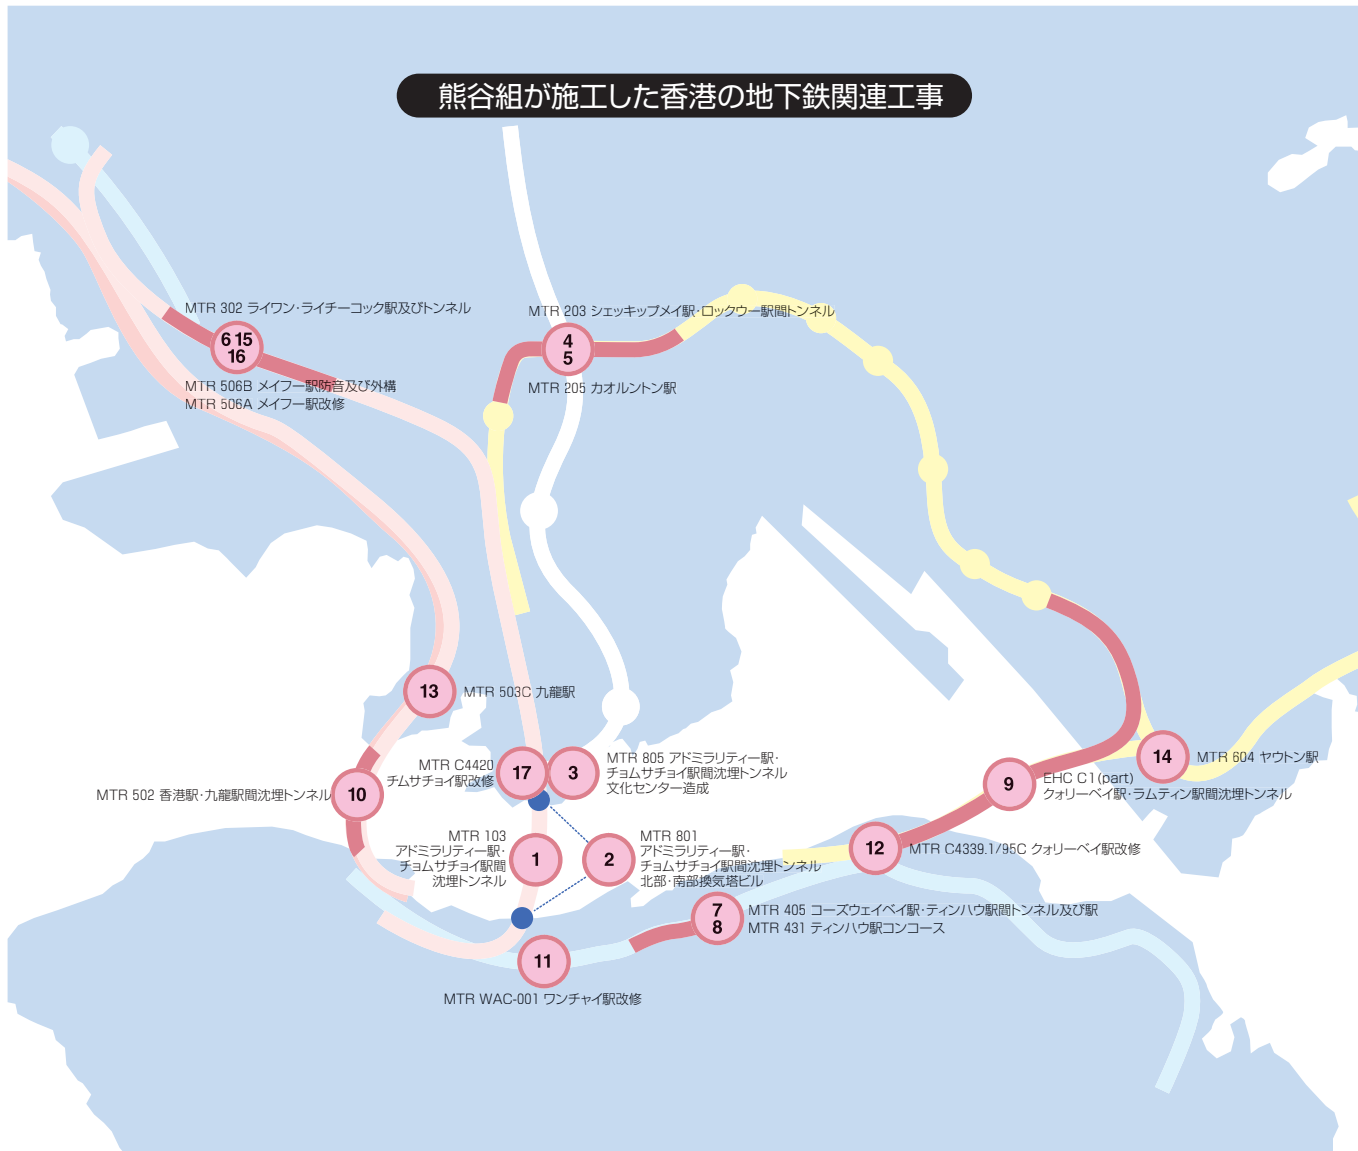 熊谷組が施工した香港の地下鉄関連工事
MTR 302 ライワン・ライチーコック駅及びトンネル
6 15
16
MTR 506B メイフー駅防音及び外構
MTR 506A メイフー駅改修
MTR 203 シェッキップメイ駅・ロックウー駅間トンネル
4
5
MTR 205 カオルントン駅
13
MTR 503C 九龍駅
MTR C4420
チムサチョイ駅改修
17
3
MTR 805 アドミラリティー駅・
チョムサチョイ駅間沈埋トンネル
文化センター造成
14
MTR 604 ヤウトン駅
9
EHC C1(part)
クォリーベイ駅・ラムティン駅間沈埋トンネル
MTR 502 香港駅・九龍駅間沈埋トンネル
10
MTR 103
アドミラリティー駅・
チョムサチョイ駅間
沈埋トンネル
1
2
MTR 801
アドミラリティー駅・
チョムサチョイ駅間沈埋トンネル
北部・南部換気塔ビル
12
MTR C4339.1/95C クォリーベイ駅改修
7
8
MTR 405 コーズウェイベイ駅・ティンハウ駅間トンネル及び駅
MTR 431 ティンハウ駅コンコース
11
MTR WAC-001 ワンチャイ駅改修